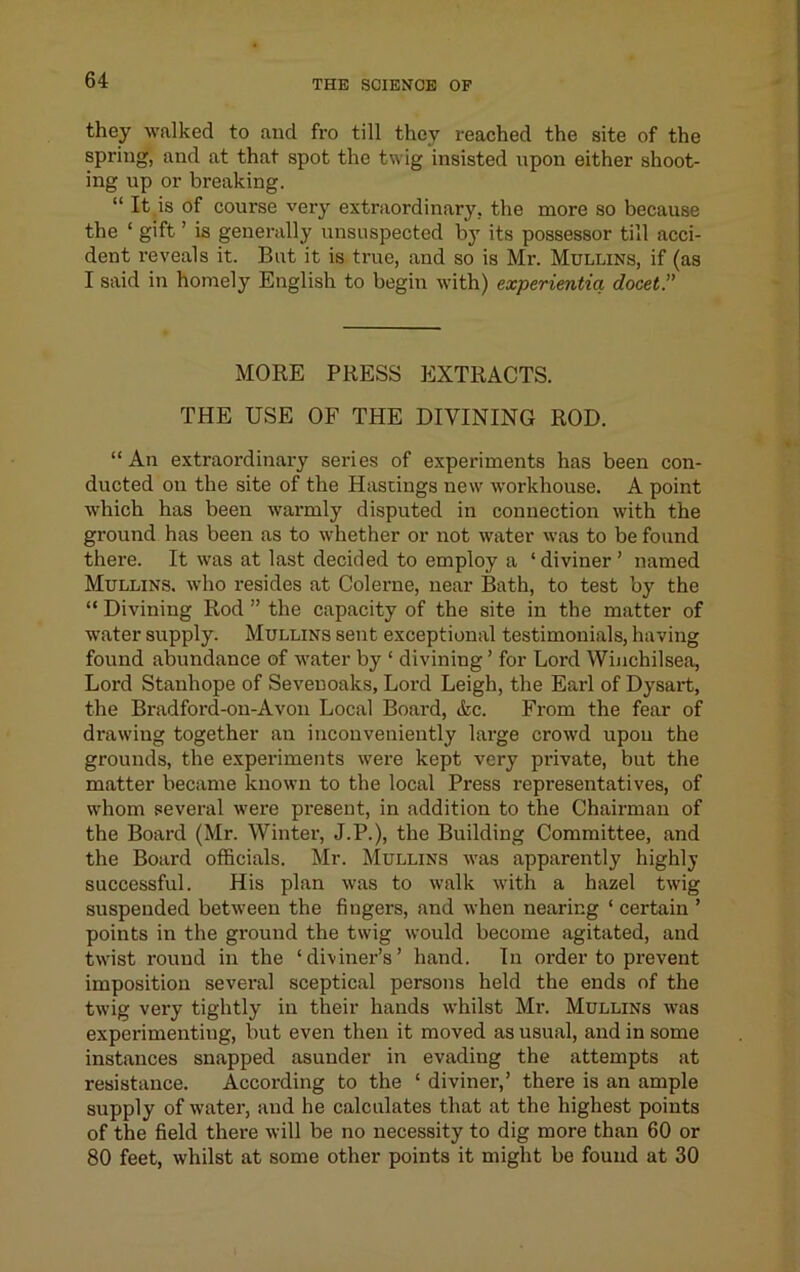 64
THE SCIENCE OF
they walked to and fro till they reached the site of the
spring, and at that spot the twig insisted upon either shoot-
ing up or breaking.
“ It is of course very extraordinary, the more so because
the ‘ gift ’ is generally unsuspected by its possessor till acci-
dent reveals it. But it is true, and so is Mr. Mullins, if (as
I said in homely English to begin with) experientia docet.”
MORE PRESS EXTRACTS.
THE USE OF THE DIVINING ROD.
“ An extraordinary series of experiments has been con-
ducted on the site of the Hastings new workhouse. A point
which has been warmly disputed in connection with the
ground has been as to whether or not water was to be found
there. It was at last decided to employ a ‘ diviner ’ named
Mullins, who resides at Colerne, near Bath, to test by the
“ Divining Rod ” the capacity of the site in the matter of
water supply. Mullins sent exceptional testimonials, having
found abundance of water by ‘ divining ’ for Lord Winchilsea,
Lord Stanhope of Sevenoaks, Lord Leigh, the Earl of Dysart,
the Bradford-on-Avon Local Board, &c. From the fear of
drawing together an inconveniently large crowd upon the
grounds, the experiments were kept very private, but the
matter became known to the local Press representatives, of
whom several were present, in addition to the Chairman of
the Board (Mr. Winter, J.P.), the Building Committee, and
the Board officials. Mr. Mullins was apparently highly
successful. His plan was to walk with a hazel twig
suspended between the fingers, and when nearing ‘ certain ’
points in the ground the twig would become agitated, and
twist round in the ‘ diviner’s ’ hand. In order to prevent
imposition several sceptical persons held the ends of the
twig very tightly in their hands whilst Mr. Mullins was
experimenting, but even then it moved as usual, and in some
instances snapped asunder in evading the attempts at
resistance. According to the ‘ diviner,’ there is an ample
supply of water, and he calculates that at the highest points
of the field there will be no necessity to dig more than 60 or
80 feet, whilst at some other points it might be found at 30